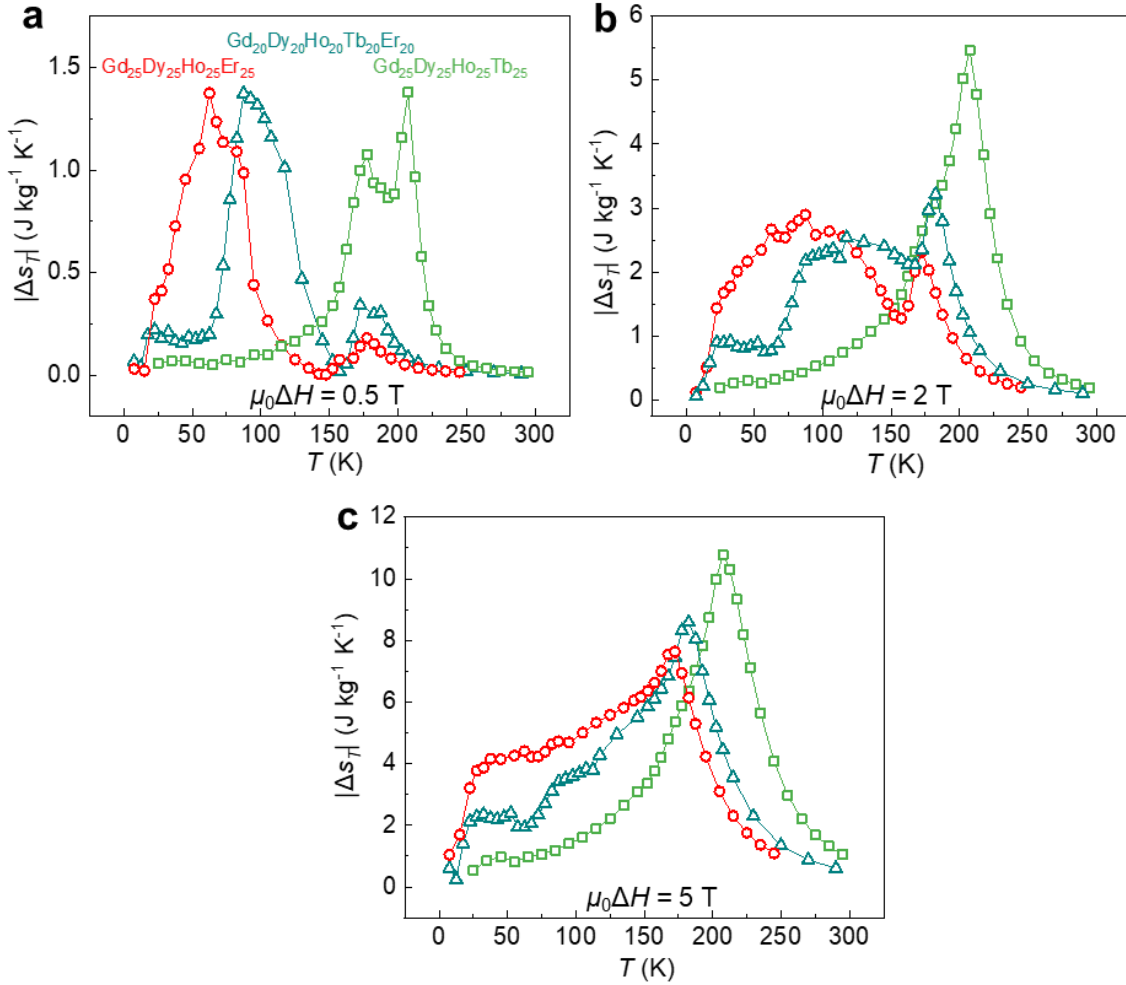 a
Gd₂₀Dy₂₀Ho₂₀Tb₂₀Er₂₀
Gd₂₅Dy₂₅Ho₂₅Er₂₅
Gd₂₅Dy₂₅Ho₂₅Tb₂₅
1.5
1.0
0.5
0.0
|Δsᴛ| (J kg⁻¹ K⁻¹)
μ₀ΔH = 0.5 T
0 50 100 150 200 250 300
T (K)
b
6
5
4
3
2
1
0
|Δsᴛ| (J kg⁻¹ K⁻¹)
μ₀ΔH = 2 T
0 50 100 150 200 250 300
T (K)
c
12
10
8
6
4
2
0
|Δsᴛ| (J kg⁻¹ K⁻¹)
μ₀ΔH = 5 T
0 50 100 150 200 250 300
T (K)